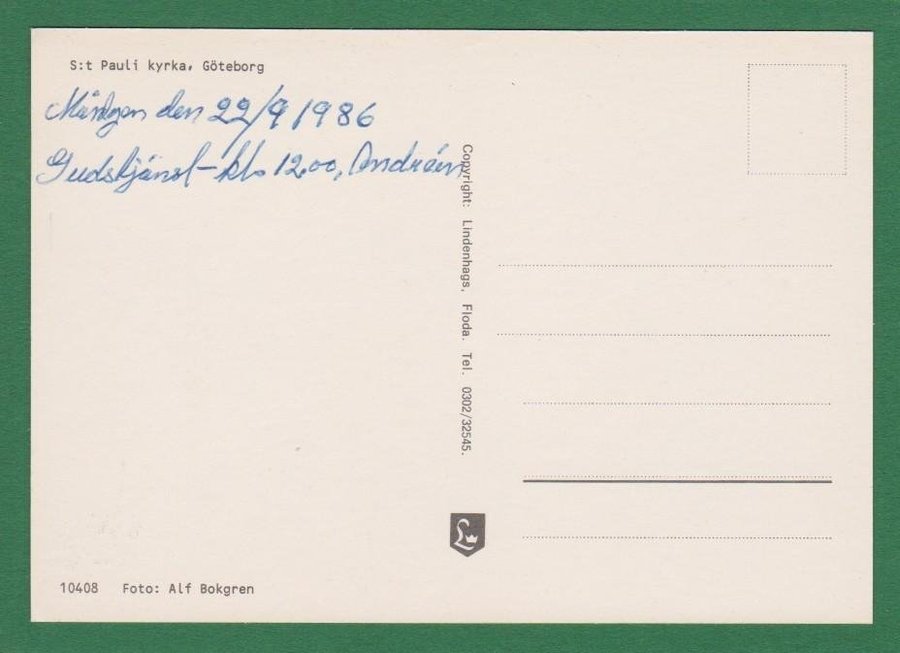 S:t Pauli kyrka, Göteborg
Måndgen den 22/9 1986
Gudstjänst - kl. 12.00, Andréen
Copyright: Lindenhags, Floda. Tel. 0302/32545.
L
10408 Foto: Alf Bokgren